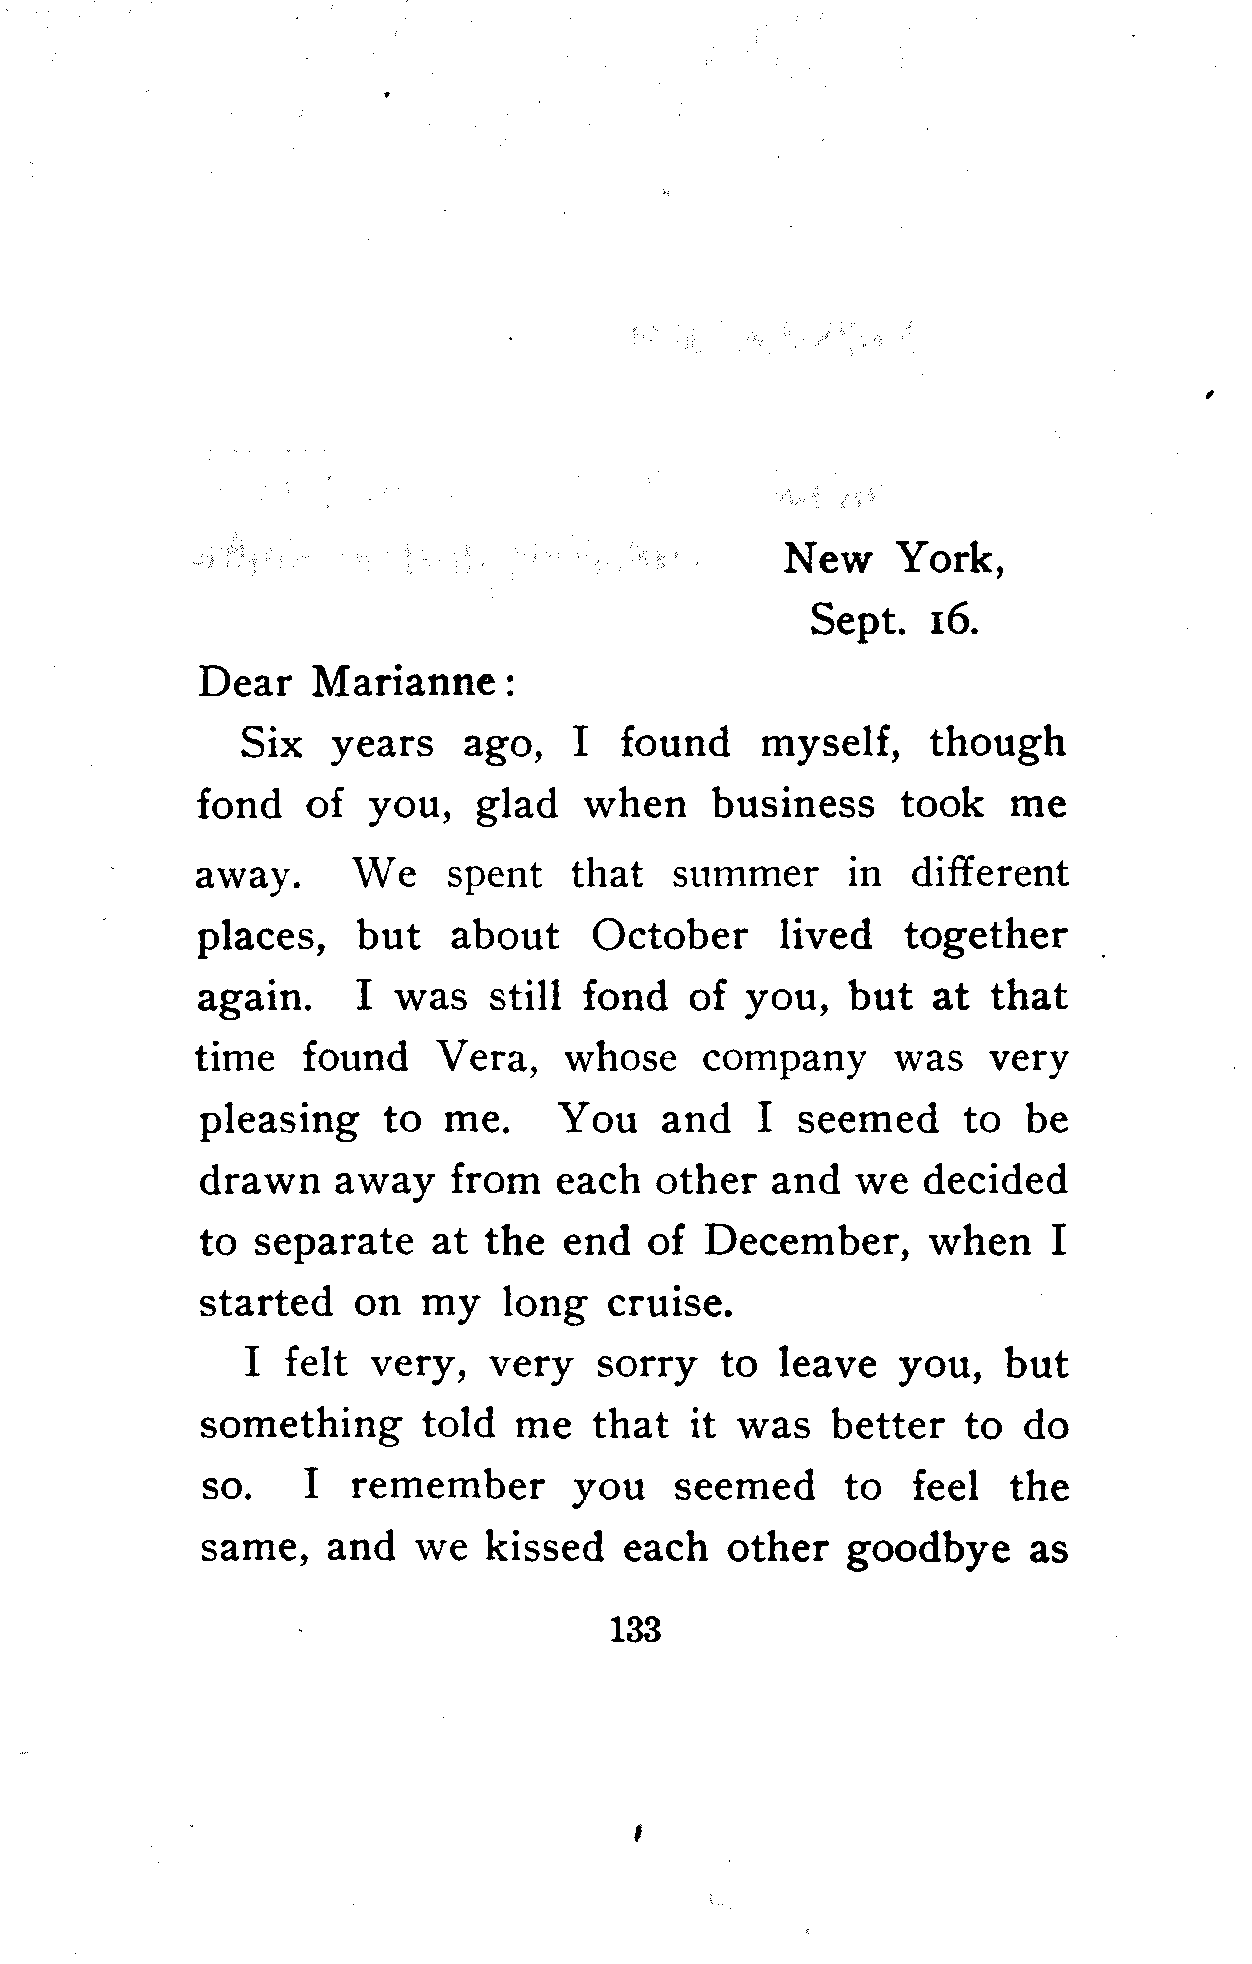 New York,
Sept. 16.
Dear Marianne:
Six years ago, I found myself, though
fond of you, glad when business took me
away. We spent that summer in different
places, but about October lived together
again. I was still fond of you, but at that
time found Vera, whose company was very
pleasing to me. You and I seemed to be
drawn away from each other and we decided
to separate at the end of December, when I
started on my long cruise.
I felt very, very sorry to leave you, but
something told me that it was better to do
so. I remember you seemed to feel the
same, and we kissed each other goodbye as
133